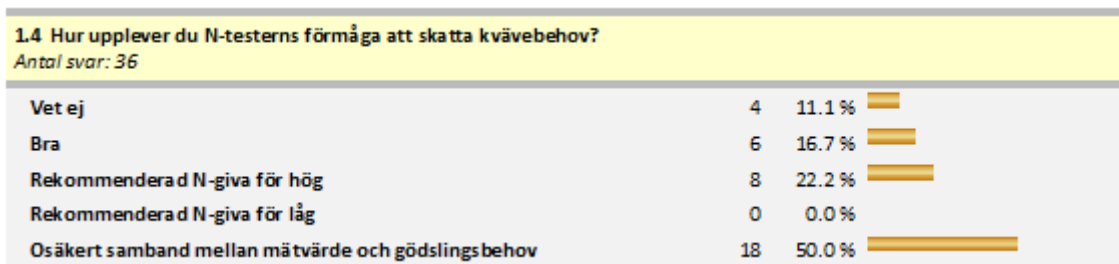 1.4 Hur upplever du N-testerns förmåga att skatta kvävebehov?
Antal svar: 36
Vet ej 4 11.1 %
Bra 6 16.7 %
Rekommenderad N-giva för hög 8 22.2 %
Rekommenderad N-giva för låg 0 0.0 %
Osäkert samband mellan mätvärde och gödslingsbehov 18 50.0 %